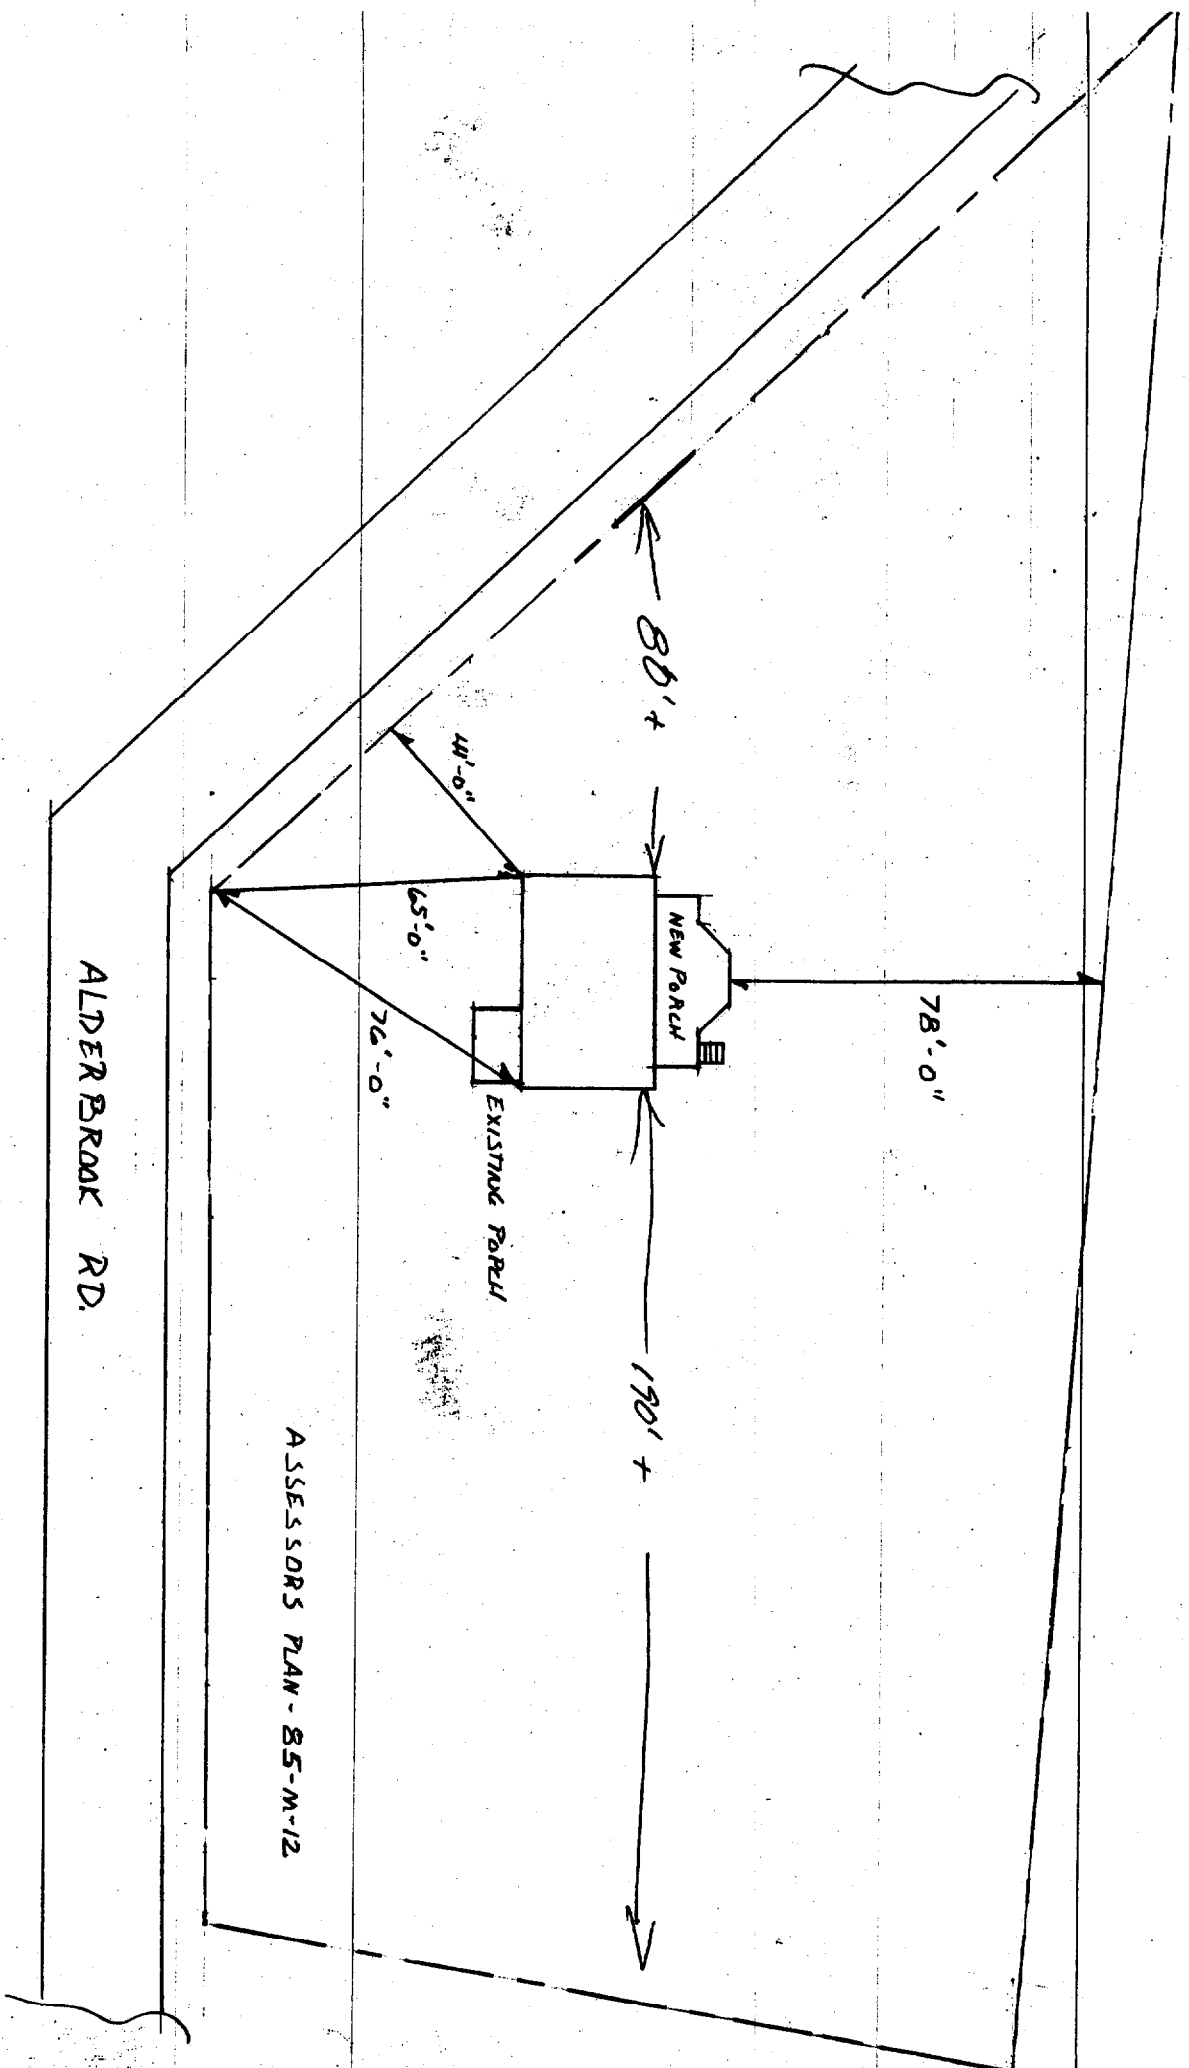 78'-0"
NEW PORCH
80'+
190'+
41'-0"
65'-0"
76'-0"
EXISTING PORCH
ASSESSORS PLAN - 85-M-12
ALDERBROOK RD.